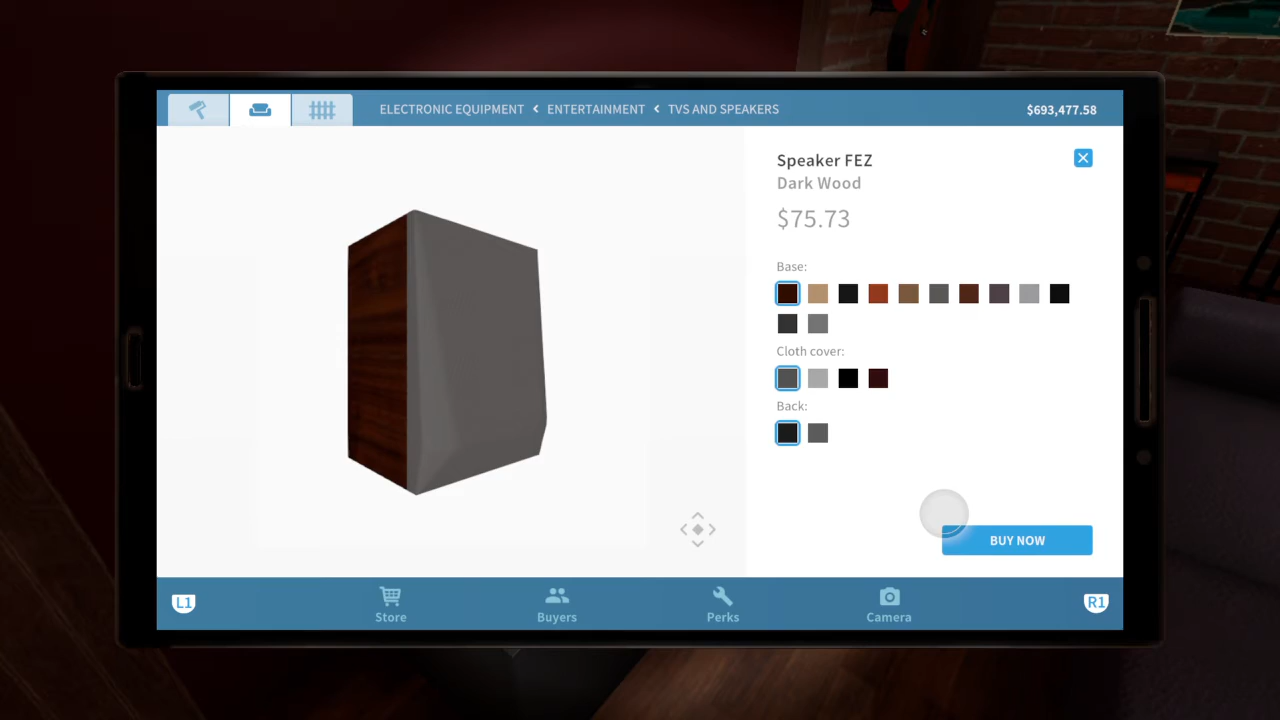 ELECTRONIC EQUIPMENT < ENTERTAINMENT < TVS AND SPEAKERS
$693,477.58
Speaker FEZ
Dark Wood
$75.73
Base:
Cloth cover:
Back:
BUY NOW
L1
Store
Buyers
Perks
Camera
R1